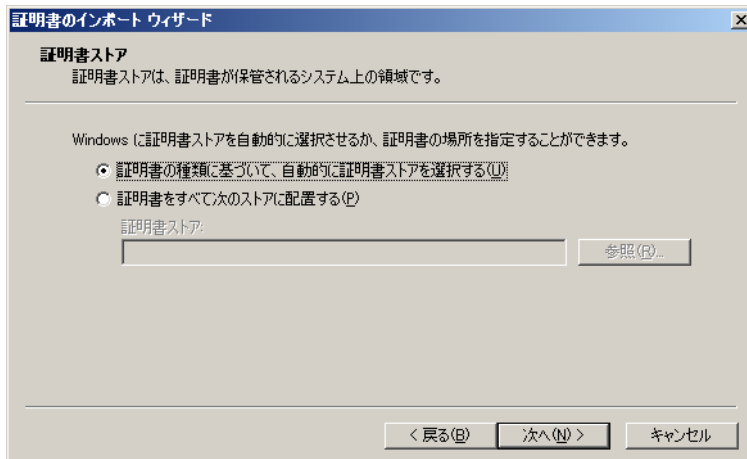 証明書のインポート ウィザード
証明書ストア
証明書ストアは、証明書が保管されるシステム上の領域です。
Windows に証明書ストアを自動的に選択させるか、証明書の場所を指定することができます。
証明書の種類に基づいて、自動的に証明書ストアを選択する(U)
証明書をすべて次のストアに配置する(P)
証明書ストア:
参照(R)...
< 戻る(B)
次へ(N) >
キャンセル